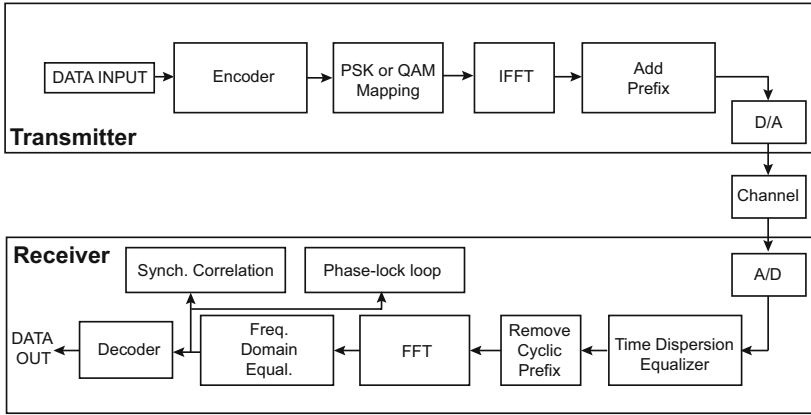 DATA INPUT
Encoder
PSK or QAM
Mapping
IFFT
Add
Prefix
D/A
Transmitter
Channel
Receiver
Synch. Correlation
Phase-lock loop
A/D
DATA
OUT
Decoder
Freq.
Domain
Equal.
FFT
Remove
Cyclic
Prefix
Time Dispersion
Equalizer